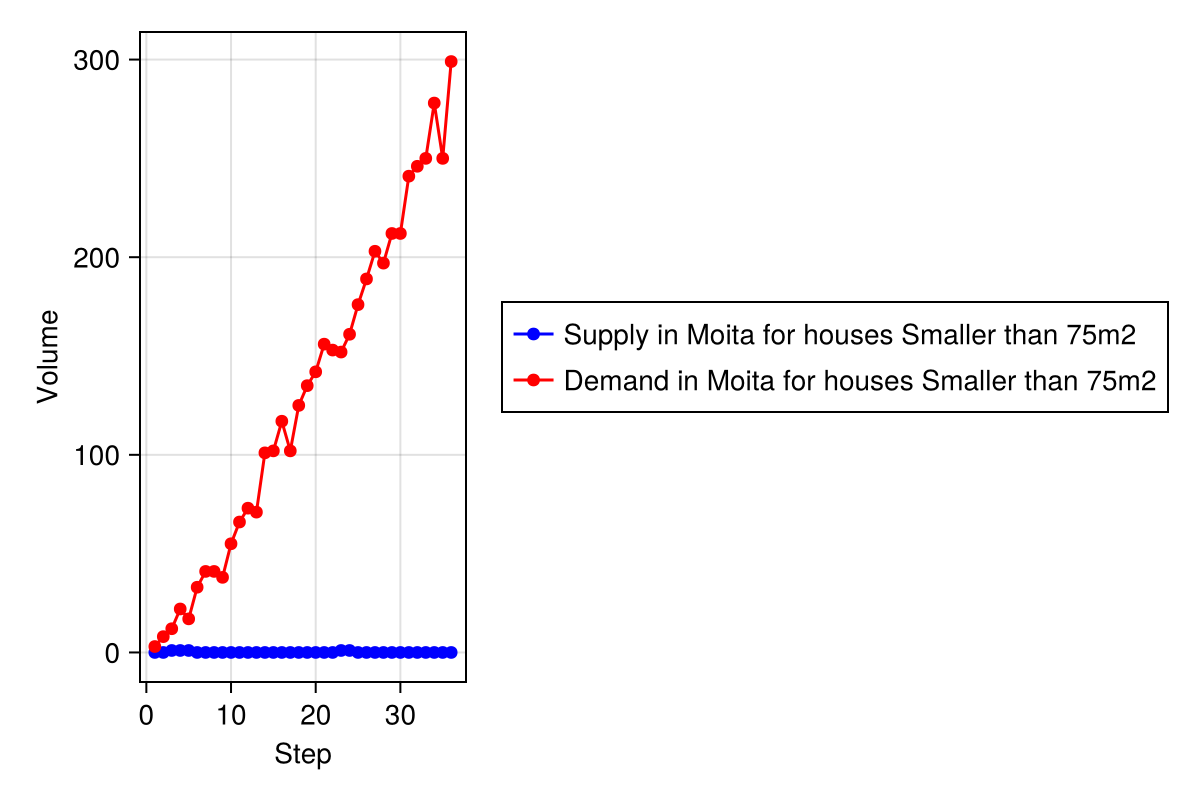 300
200
100
0
Volume
0 10 20 30
Step
Supply in Moita for houses Smaller than 75m2
Demand in Moita for houses Smaller than 75m2